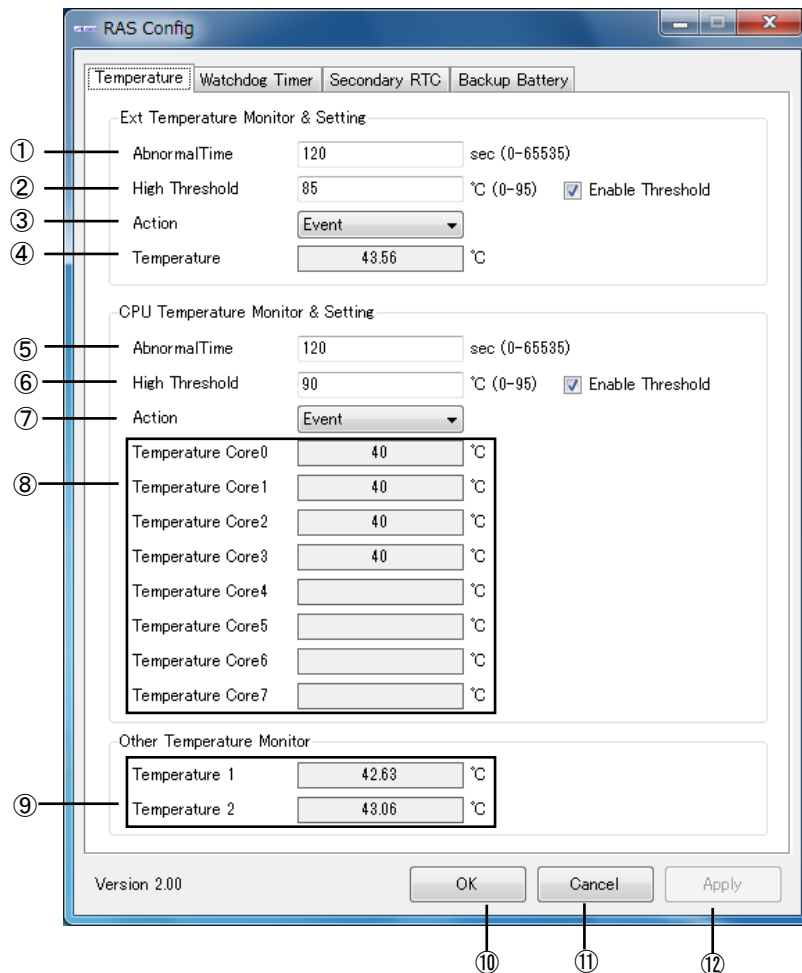 RAS Config
Temperature Watchdog Timer Secondary RTC Backup Battery
Ext Temperature Monitor & Setting
① AbnormalTime 120 sec (0-65535)
② High Threshold 85 ℃ (0-95) Enable Threshold
③ Action Event
④ Temperature 43.56 ℃
CPU Temperature Monitor & Setting
⑤ AbnormalTime 120 sec (0-65535)
⑥ High Threshold 90 ℃ (0-95) Enable Threshold
⑦ Action Event
Temperature Core0 40 ℃
⑧ Temperature Core1 40 ℃
Temperature Core2 40 ℃
Temperature Core3 40 ℃
Temperature Core4 ℃
Temperature Core5 ℃
Temperature Core6 ℃
Temperature Core7 ℃
Other Temperature Monitor
Temperature 1 42.63 ℃
⑨ Temperature 2 43.06 ℃
Version 2.00 OK Cancel Apply
⑩ ⑪ ⑫